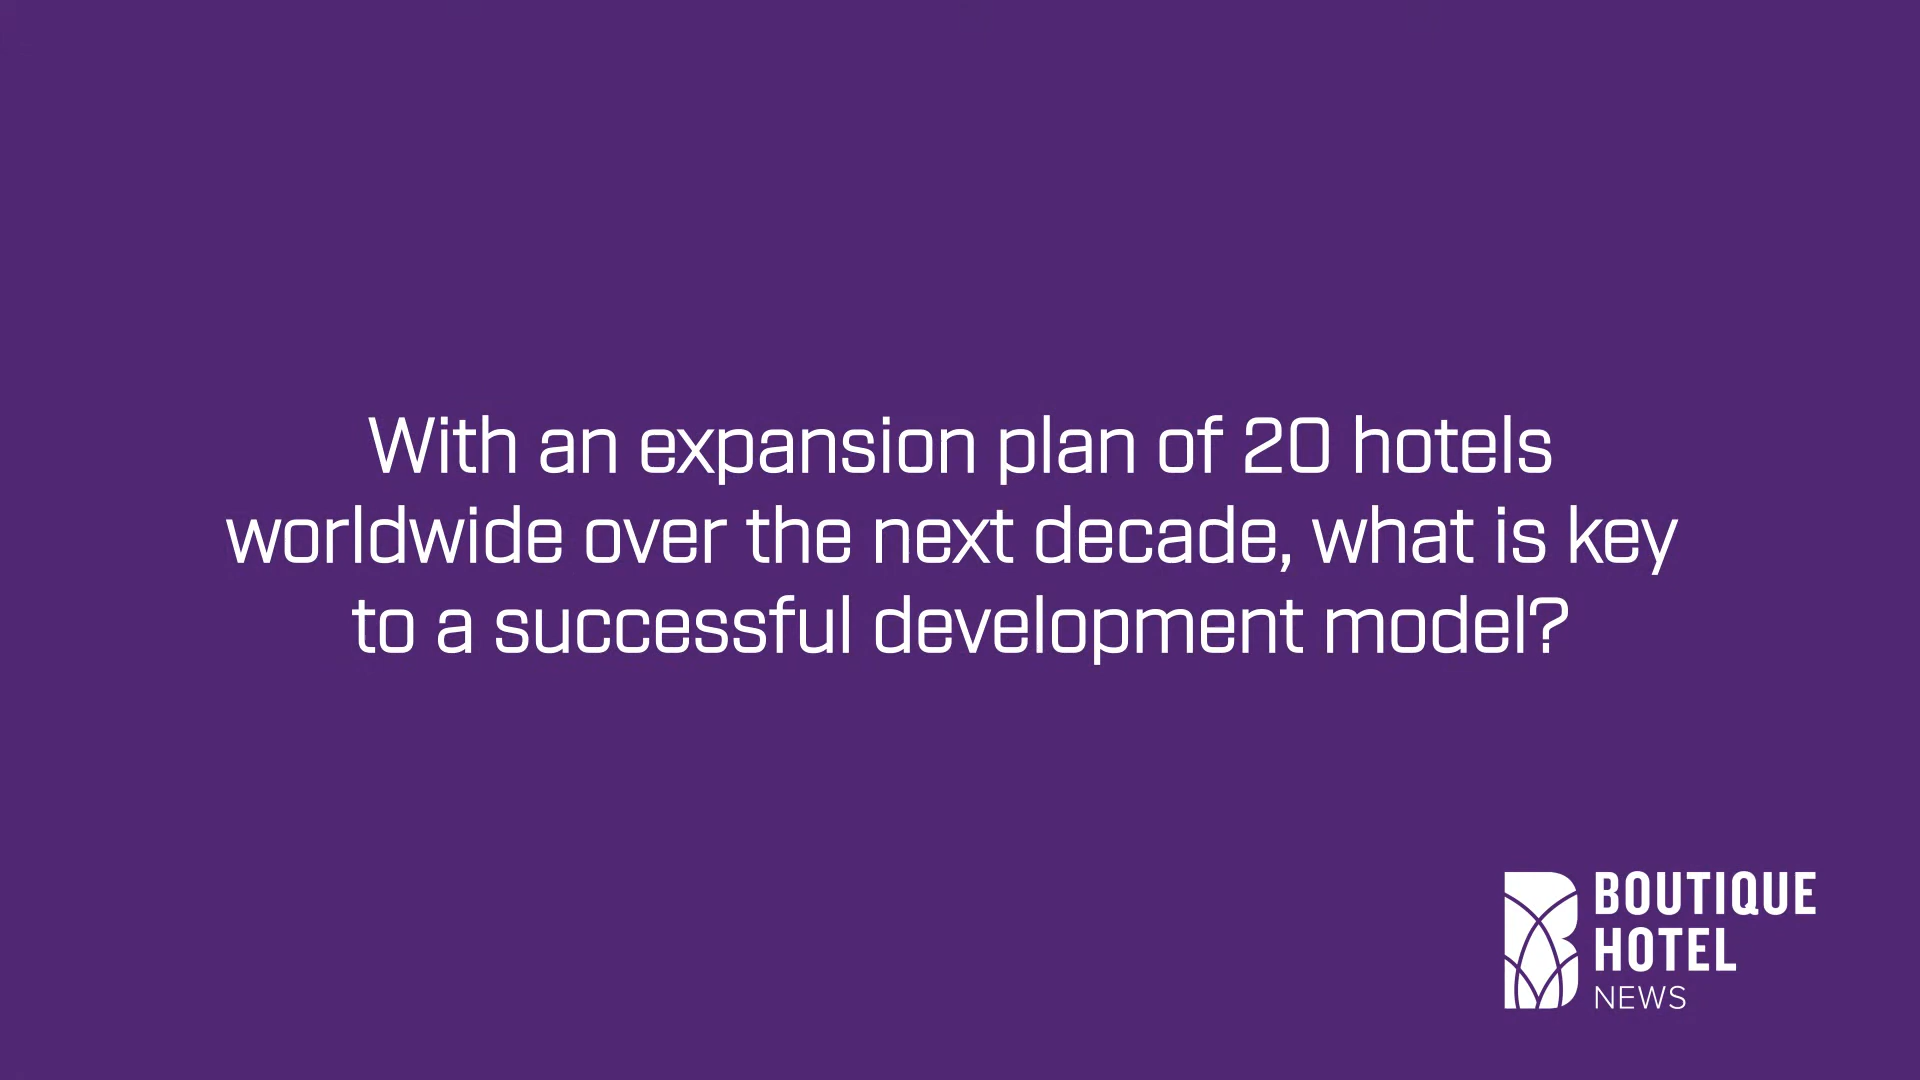 With an expansion plan of 20 hotels
worldwide over the next decade, what is key
to a successful development model?
BOUTIQUE
HOTEL
NEWS